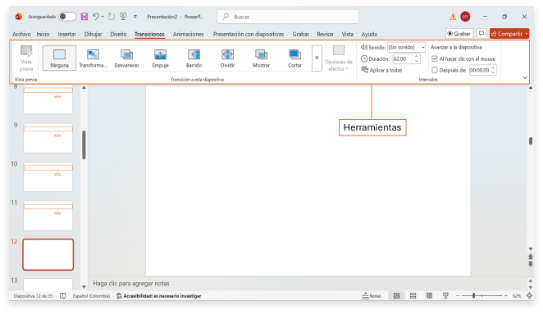 Autoguardado
Presentación2 - PowerP...
Buscar
Archivo Inicio Insertar Dibujar Diseño Transiciones Animaciones Presentación con diapositivas Grabar Revisar Vista Ayuda
Grabar
Compartir
Vista previa
Ninguna
Transforma...
Desvanecer
Empuje
Barrido
Dividir
Mostrar
Cortar
Opciones de efectos
Sonido: [Sin sonido]
Duración: 02,00
Aplicar a todas
Avanzar a la diapositiva
Al hacer clic con el mouse
Después de: 00:00,00
Vista previa
Transición a esta diapositiva
Intervalos
Herramientas
8
9
10
11
12
13
Haga clic para agregar notas
Diapositiva 12 de 35
Español (Colombia)
Accesibilidad: es necesario investigar
Notas
62%